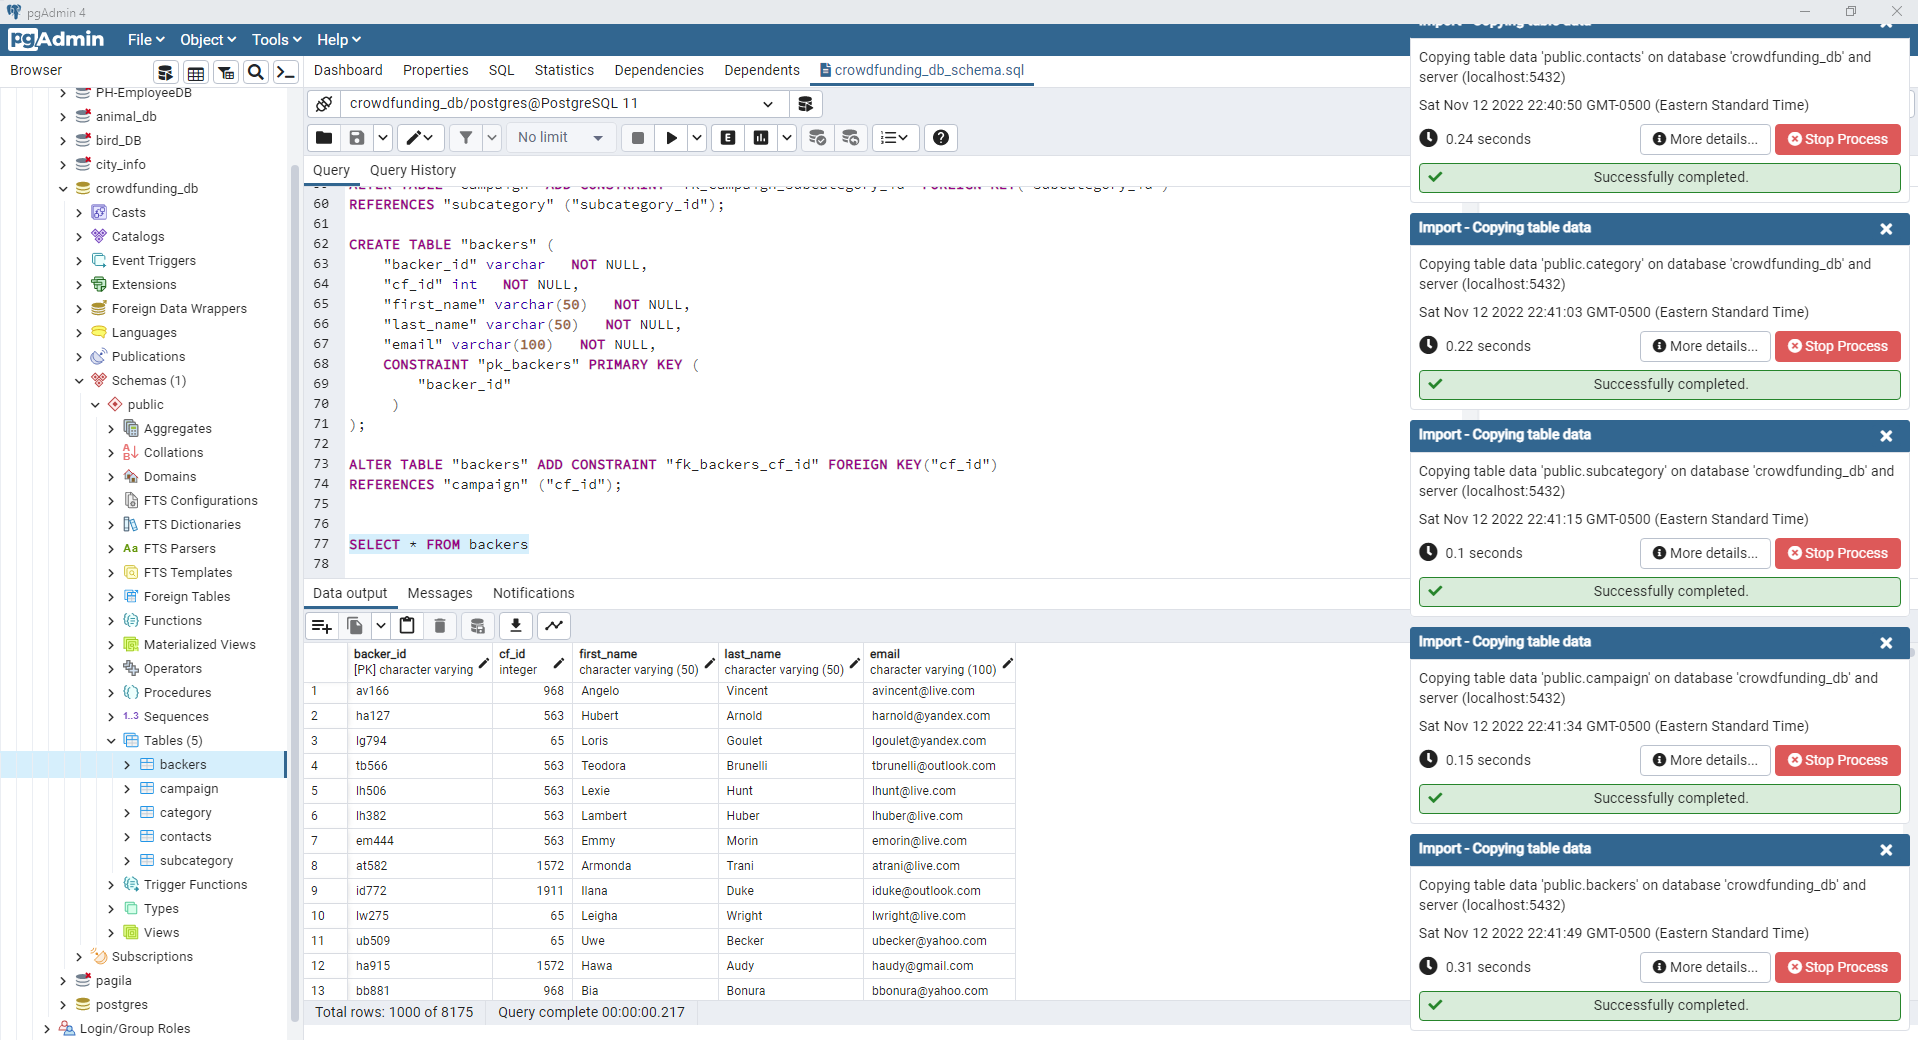 pgAdmin 4
pgAdmin
File
Object
Tools
Help
Browser
Dashboard
Properties
SQL
Statistics
Dependencies
Dependents
crowdfunding_db_schema.sql
PH-EmployeeDB
animal_db
bird_DB
city_info
crowdfunding_db
Casts
Catalogs
Event Triggers
Extensions
Foreign Data Wrappers
Languages
Publications
Schemas (1)
public
Aggregates
Collations
Domains
FTS Configurations
FTS Dictionaries
Aa FTS Parsers
FTS Templates
Foreign Tables
Functions
Materialized Views
Operators
Procedures
1..3 Sequences
Tables (5)
backers
campaign
category
contacts
subcategory
Trigger Functions
Types
Views
Subscriptions
pagila
postgres
Login/Group Roles
crowdfunding_db/postgres@PostgreSQL 11
No limit
E
Query
Query History
ALTER TABLE "campaign" ADD CONSTRAINT "fk_campaign_subcategory_id" FOREIGN KEY("subcategory_id")
60 REFERENCES "subcategory" ("subcategory_id");
61
62 CREATE TABLE "backers" (
63 "backer_id" varchar NOT NULL,
64 "cf_id" int NOT NULL,
65 "first_name" varchar(50) NOT NULL,
66 "last_name" varchar(50) NOT NULL,
67 "email" varchar(100) NOT NULL,
68 CONSTRAINT "pk_backers" PRIMARY KEY (
69 "backer_id"
70 )
71 );
72
73 ALTER TABLE "backers" ADD CONSTRAINT "fk_backers_cf_id" FOREIGN KEY("cf_id")
74 REFERENCES "campaign" ("cf_id");
75
76
77 SELECT * FROM backers
78
Data output
Messages
Notifications
backer_id cf_id first_name last_name email
[PK] character varying integer character varying (50) character varying (50) character varying (100)
1 av166 968 Angelo Vincent avincent@live.com
2 ha127 563 Hubert Arnold harnold@yandex.com
3 lg794 65 Loris Goulet lgoulet@yandex.com
4 tb566 563 Teodora Brunelli tbrunelli@outlook.com
5 lh506 563 Lexie Hunt lhunt@live.com
6 lh382 563 Lambert Huber lhuber@live.com
7 em444 563 Emmy Morin emorin@live.com
8 at582 1572 Armonda Trani atrani@live.com
9 id772 1911 Ilana Duke iduke@outlook.com
10 lw275 65 Leigha Wright lwright@live.com
11 ub509 65 Uwe Becker ubecker@yahoo.com
12 ha915 1572 Hawa Audy haudy@gmail.com
13 bb881 968 Bia Bonura bbonura@yahoo.com
Total rows: 1000 of 8175
Query complete 00:00:00.217
Import - Copying table data
Copying table data 'public.contacts' on database 'crowdfunding_db' and
server (localhost:5432)
Sat Nov 12 2022 22:40:50 GMT-0500 (Eastern Standard Time)
0.24 seconds
More details...
Stop Process
Successfully completed.
Import - Copying table data
Copying table data 'public.category' on database 'crowdfunding_db' and
server (localhost:5432)
Sat Nov 12 2022 22:41:03 GMT-0500 (Eastern Standard Time)
0.22 seconds
More details...
Stop Process
Successfully completed.
Import - Copying table data
Copying table data 'public.subcategory' on database 'crowdfunding_db' and
server (localhost:5432)
Sat Nov 12 2022 22:41:15 GMT-0500 (Eastern Standard Time)
0.1 seconds
More details...
Stop Process
Successfully completed.
Import - Copying table data
Copying table data 'public.campaign' on database 'crowdfunding_db' and
server (localhost:5432)
Sat Nov 12 2022 22:41:34 GMT-0500 (Eastern Standard Time)
0.15 seconds
More details...
Stop Process
Successfully completed.
Import - Copying table data
Copying table data 'public.backers' on database 'crowdfunding_db' and
server (localhost:5432)
Sat Nov 12 2022 22:41:49 GMT-0500 (Eastern Standard Time)
0.31 seconds
More details...
Stop Process
Successfully completed.